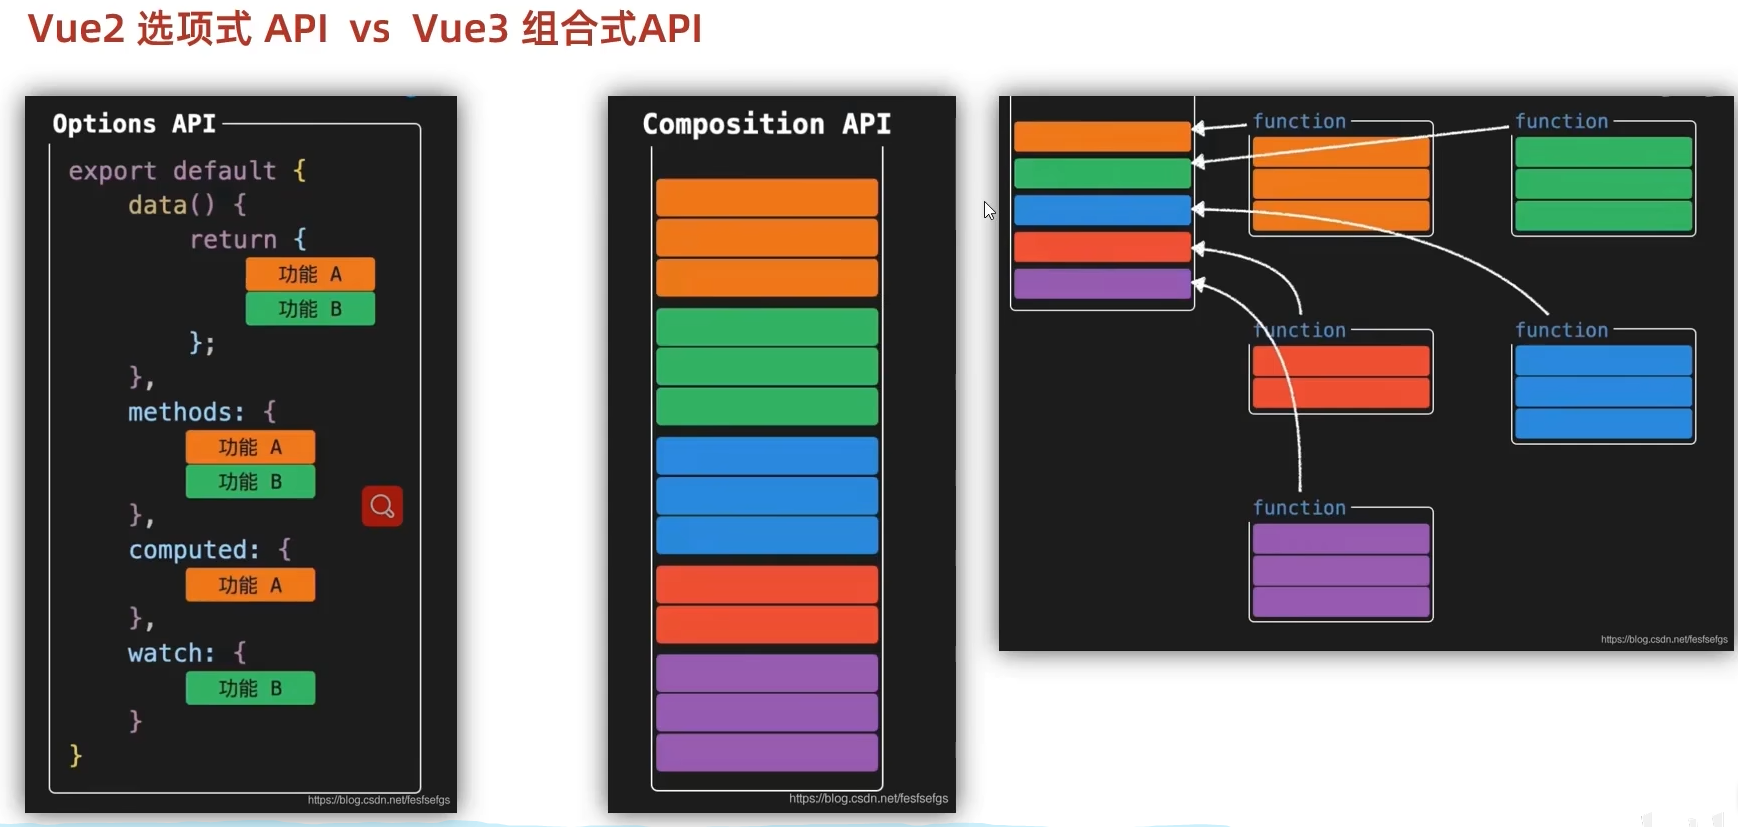 Vue2 选项式 API vs Vue3 组合式API
Options API
export default {
data() {
return {
功能 A
功能 B
};
},
methods: {
功能 A
功能 B
},
computed: {
功能 A
},
watch: {
功能 B
}
}
https://blog.csdn.net/fesfsefgs
Composition API
https://blog.csdn.net/fesfsefgs
function
function
function
function
function
https://blog.csdn.net/fesfsefgs